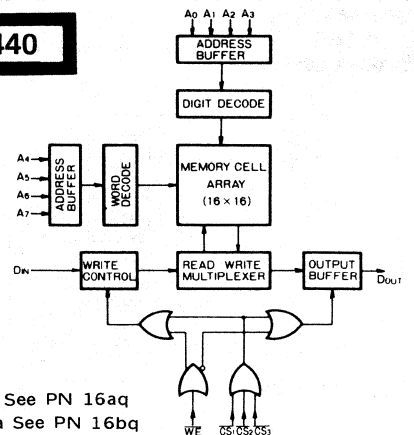 440
A0 A1 A2 A3
ADDRESS
BUFFER
DIGIT DECODE
A4
A5
A6
A7
ADDRESS
BUFFER
WORD
DECODE
MEMORY CELL
ARRAY
(16 × 16)
DIN
WRITE
CONTROL
READ WRITE
MULTIPLEXER
OUTPUT
BUFFER
DOUT
See PN 16aq
a See PN 16bq
WE CS1 CS2 CS3